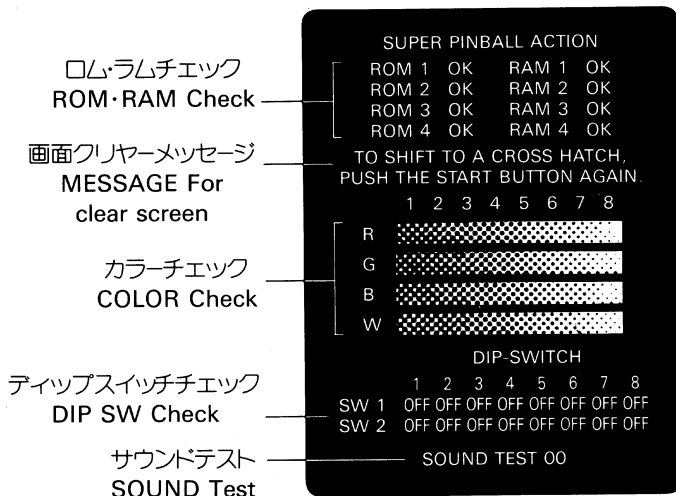 ロム・ラムチェック
ROM・RAM Check
画面クリヤーメッセージ
MESSAGE For
clear screen
カラーチェック
COLOR Check
ディップスイッチチェック
DIP SW Check
サウンドテスト
SOUND Test
SUPER PINBALL ACTION
ROM 1 OK RAM 1 OK
ROM 2 OK RAM 2 OK
ROM 3 OK RAM 3 OK
ROM 4 OK RAM 4 OK
TO SHIFT TO A CROSS HATCH,
PUSH THE START BUTTON AGAIN.
1 2 3 4 5 6 7 8
R
G
B
W
DIP-SWITCH
1 2 3 4 5 6 7 8
SW 1 OFF OFF OFF OFF OFF OFF OFF OFF
SW 2 OFF OFF OFF OFF OFF OFF OFF OFF
SOUND TEST 00